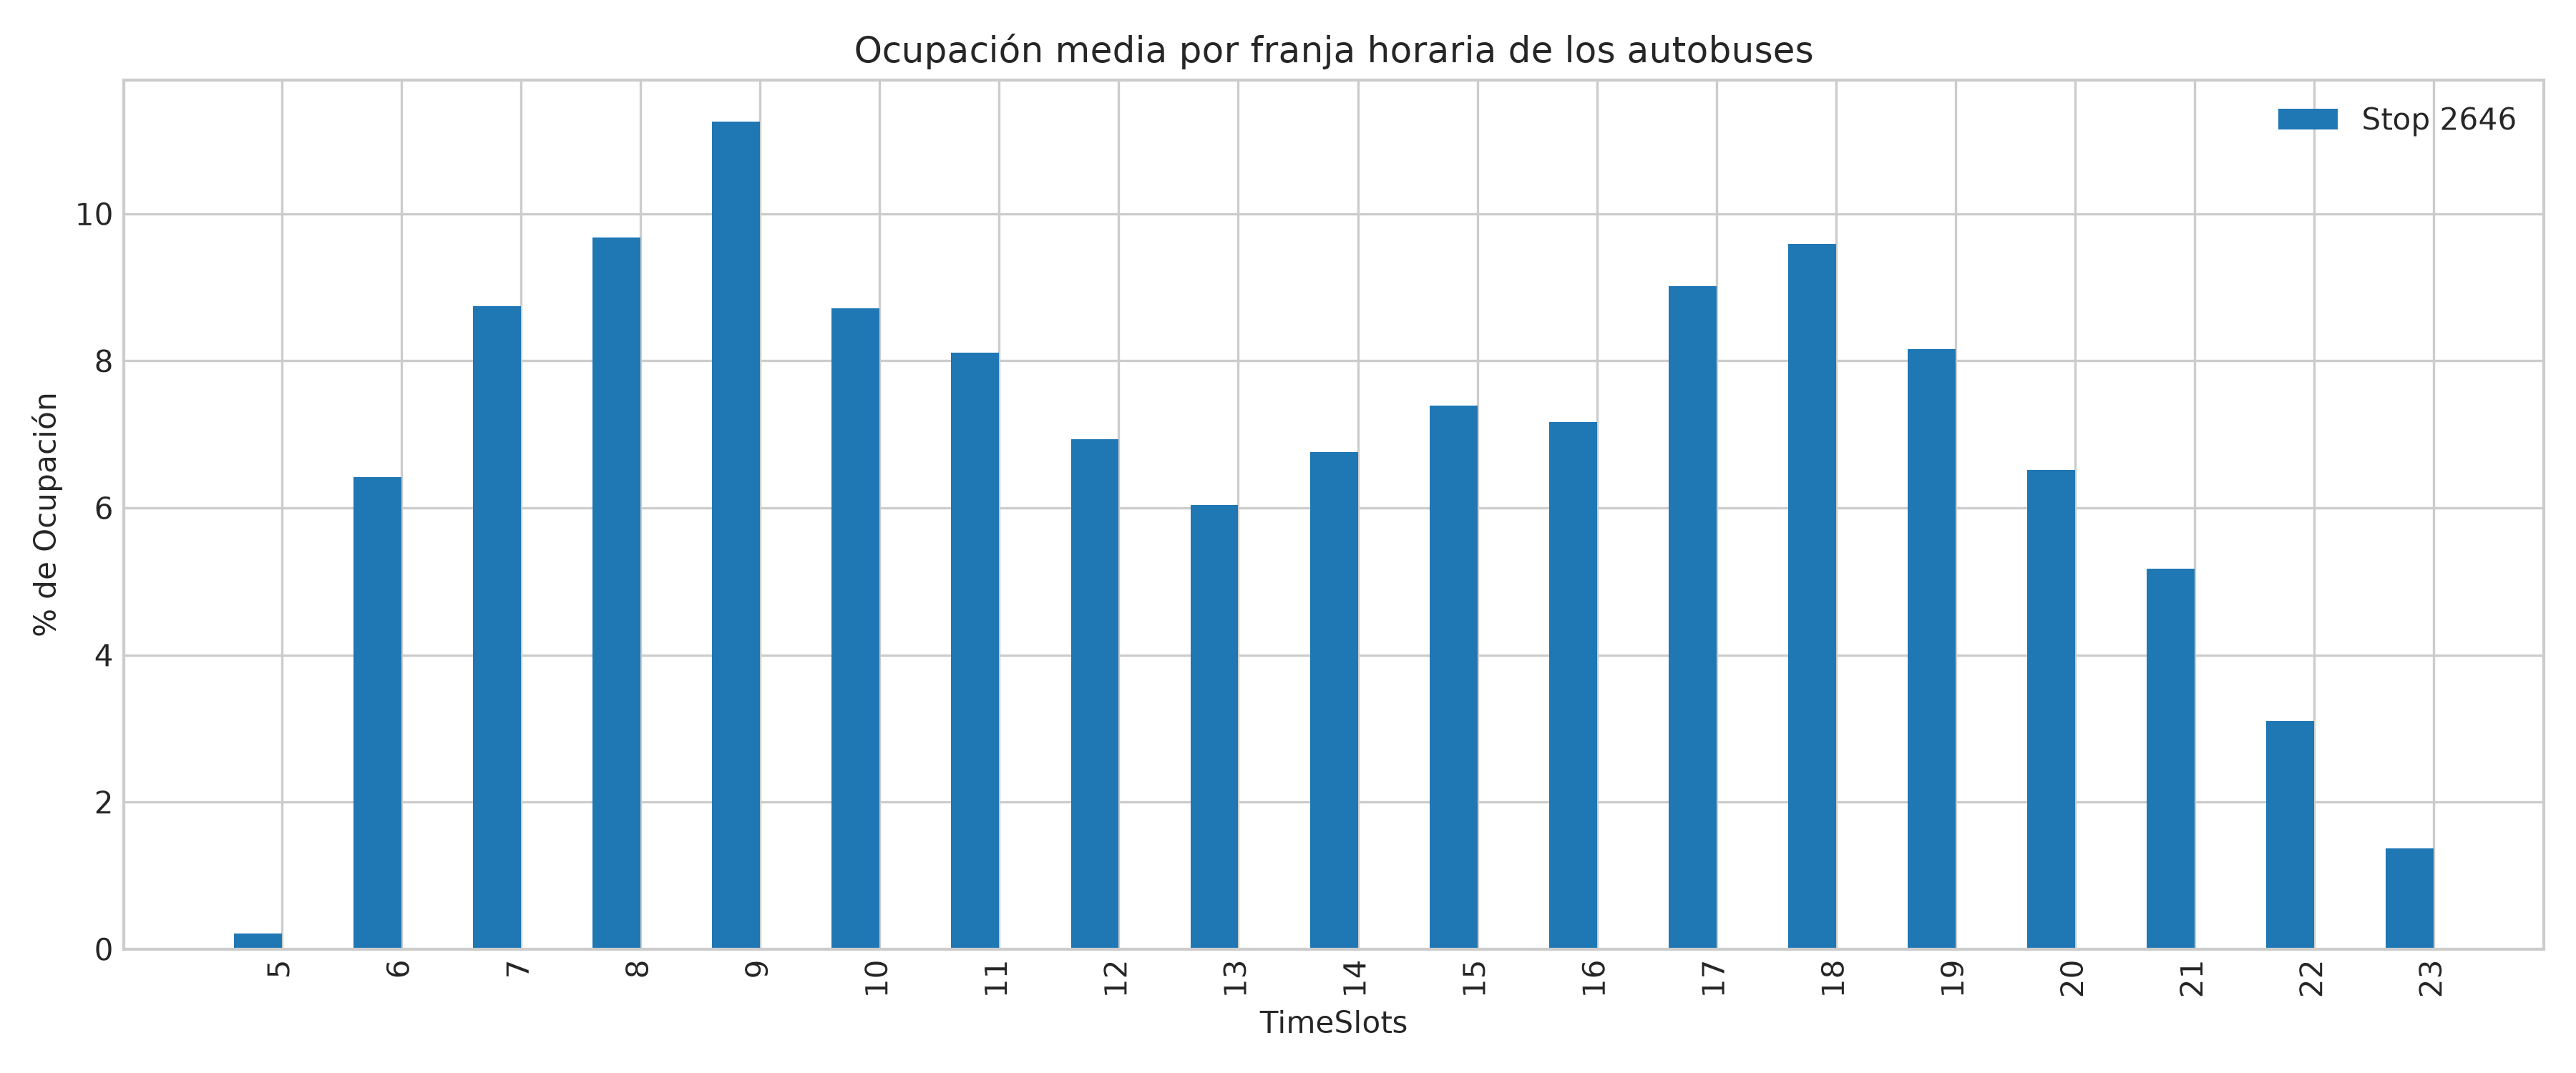 Ocupación media por franja horaria de los autobuses
Stop 2646
% de Ocupación
10
8
6
4
2
0
5 6 7 8 9 10 11 12 13 14 15 16 17 18 19 20 21 22 23
TimeSlots